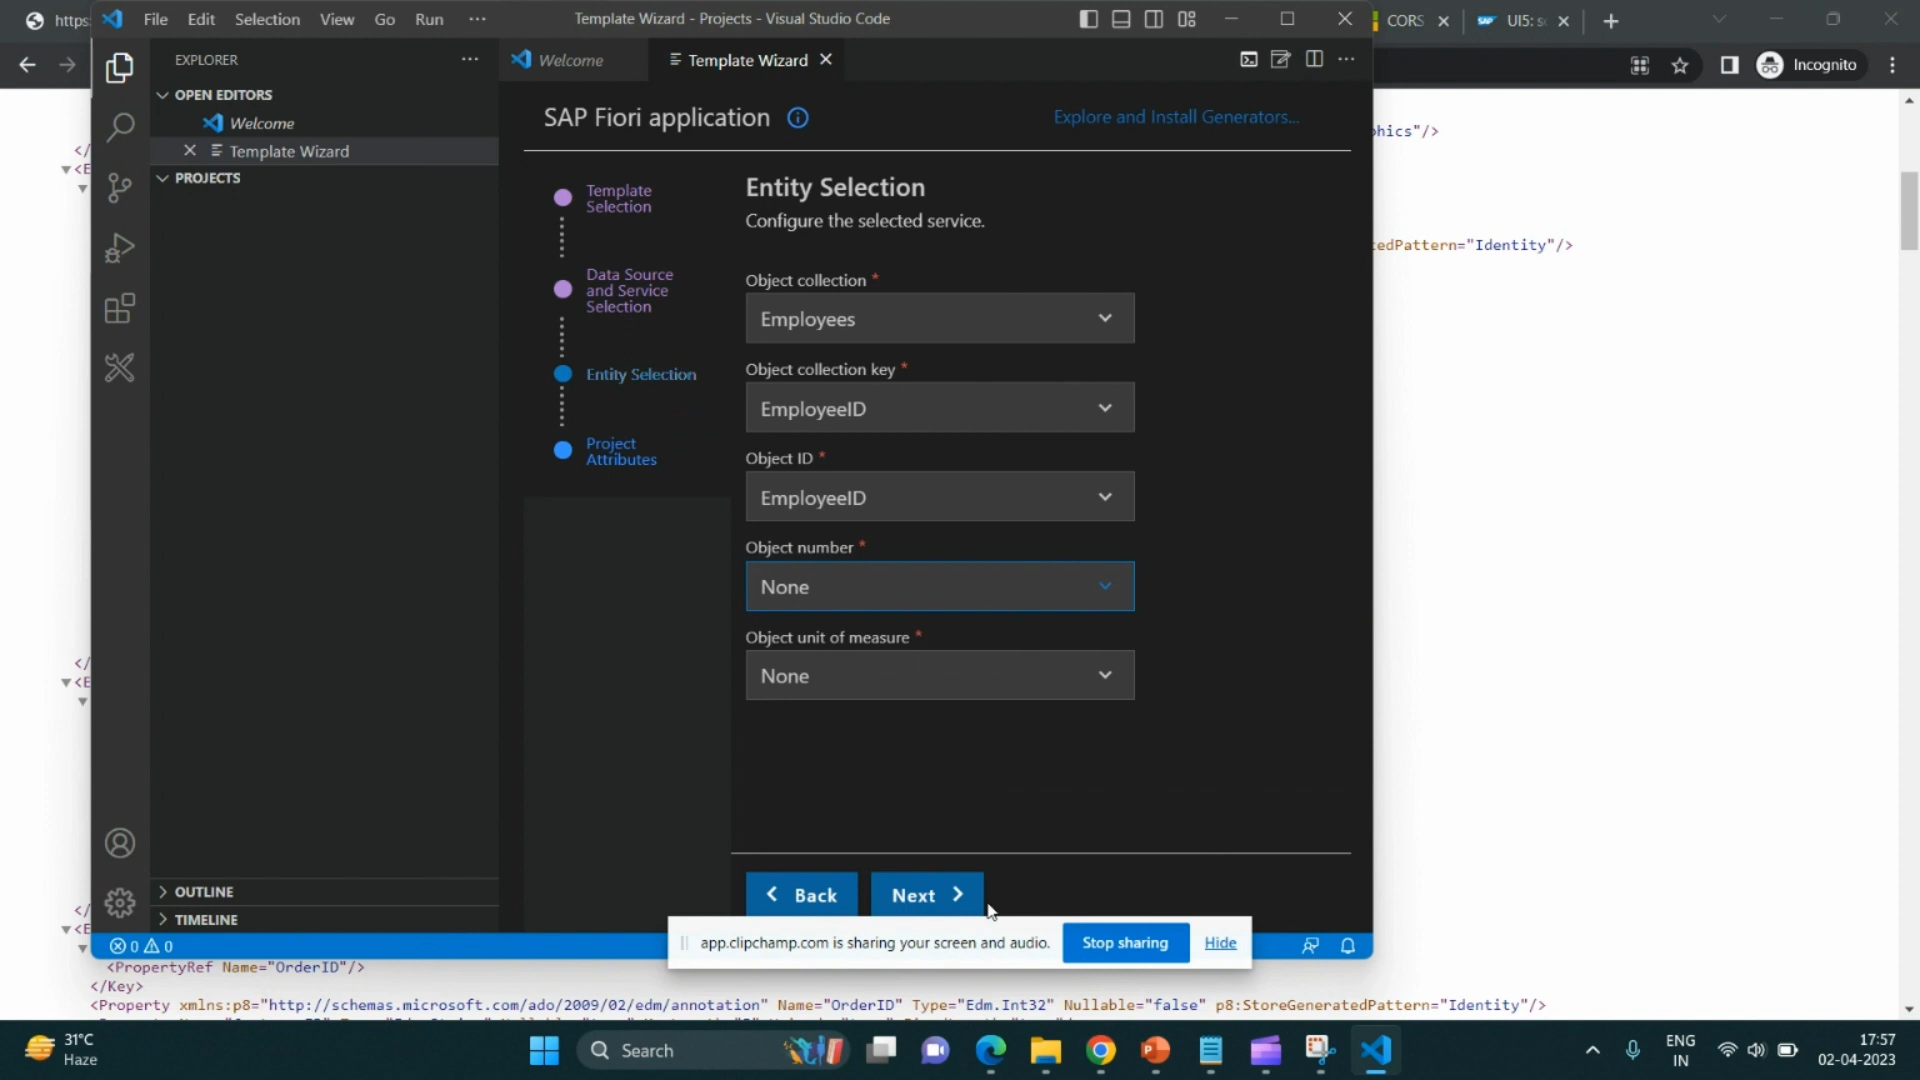 https
File Edit Selection View Go Run ···
Template Wizard - Projects - Visual Studio Code
CORS
UI5: s
Incognito
EXPLORER
Welcome
Template Wizard
OPEN EDITORS
Welcome
Template Wizard
PROJECTS
SAP Fiori application
Explore and Install Generators...
Template
Selection
Data Source
and Service
Selection
Entity Selection
Project
Attributes
Entity Selection
Configure the selected service.
Object collection *
Employees
Object collection key *
EmployeeID
Object ID *
EmployeeID
Object number *
None
Object unit of measure *
None
Back
Next
OUTLINE
TIMELINE
0 0
app.clipchamp.com is sharing your screen and audio.
Stop sharing
Hide
phics"/>
edPattern="Identity"/>
</
<E
</
<E
</
<E
<PropertyRef Name="OrderID"/>
</Key>
<Property xmlns:p8="http://schemas.microsoft.com/ado/2009/02/edm/annotation" Name="OrderID" Type="Edm.Int32" Nullable="false" p8:StoreGeneratedPattern="Identity"/>
31°C
Haze
Search
ENG
IN
17:57
02-04-2023